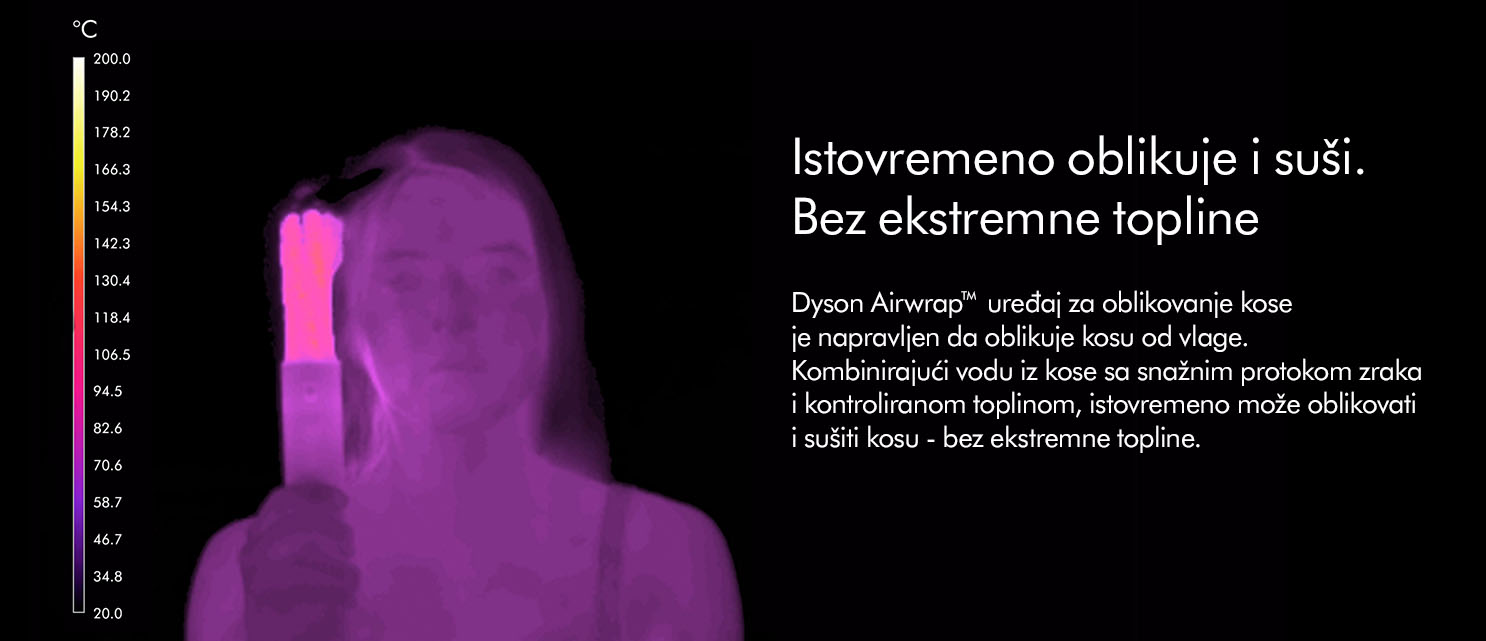 °C
200.0
190.2
178.2
166.3
154.3
142.3
130.4
118.4
106.5
94.5
82.6
70.6
58.7
46.7
34.8
20.0
Istovremeno oblikuje i suši.
Bez ekstremne topline
Dyson Airwrap™ uređaj za oblikovanje kose
je napravljen da oblikuje kosu od vlage.
Kombinirajući vodu iz kose sa snažnim protokom zraka
i kontroliranom toplinom, istovremeno može oblikovati
i sušiti kosu - bez ekstremne topline.